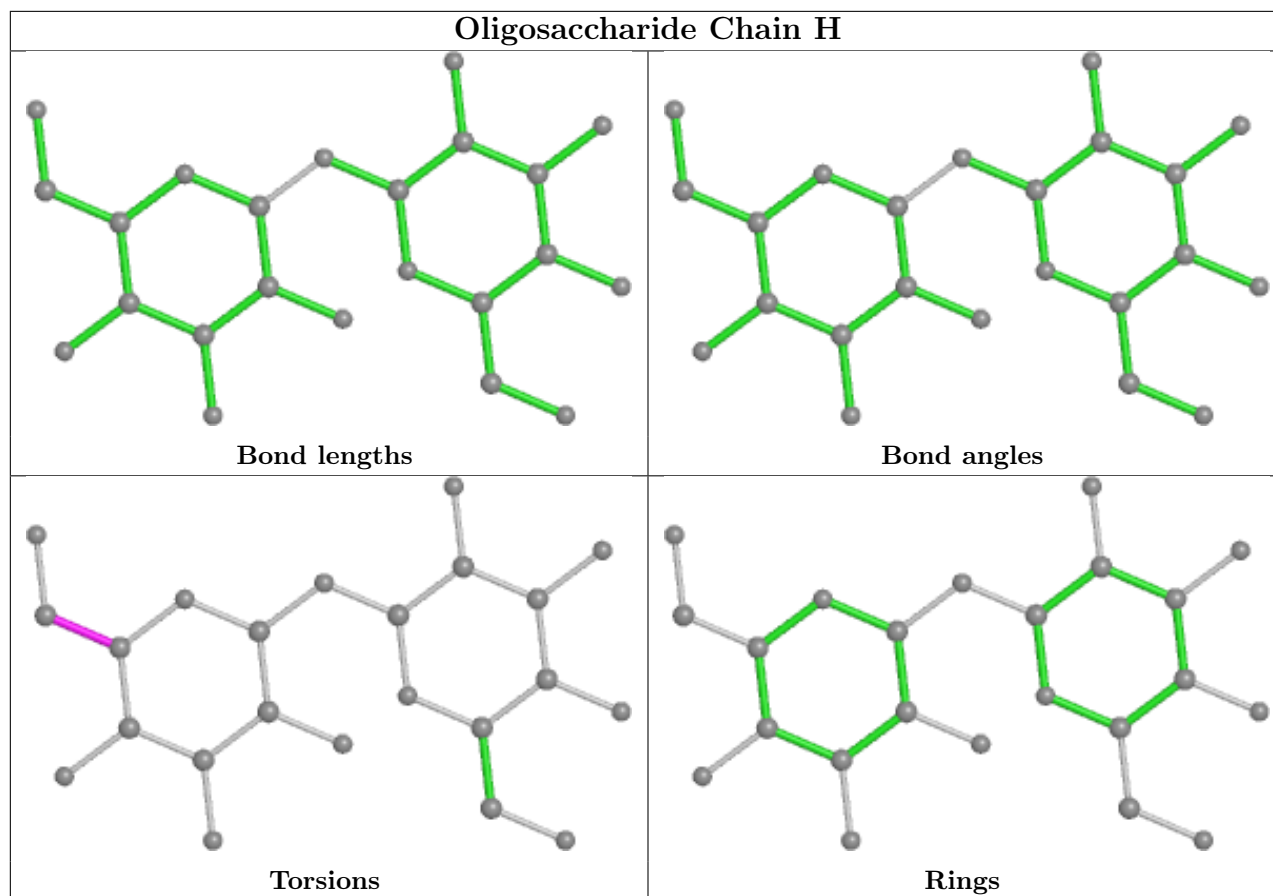 Oligosaccharide Chain H
Bond lengths
Bond angles
Torsions
Rings